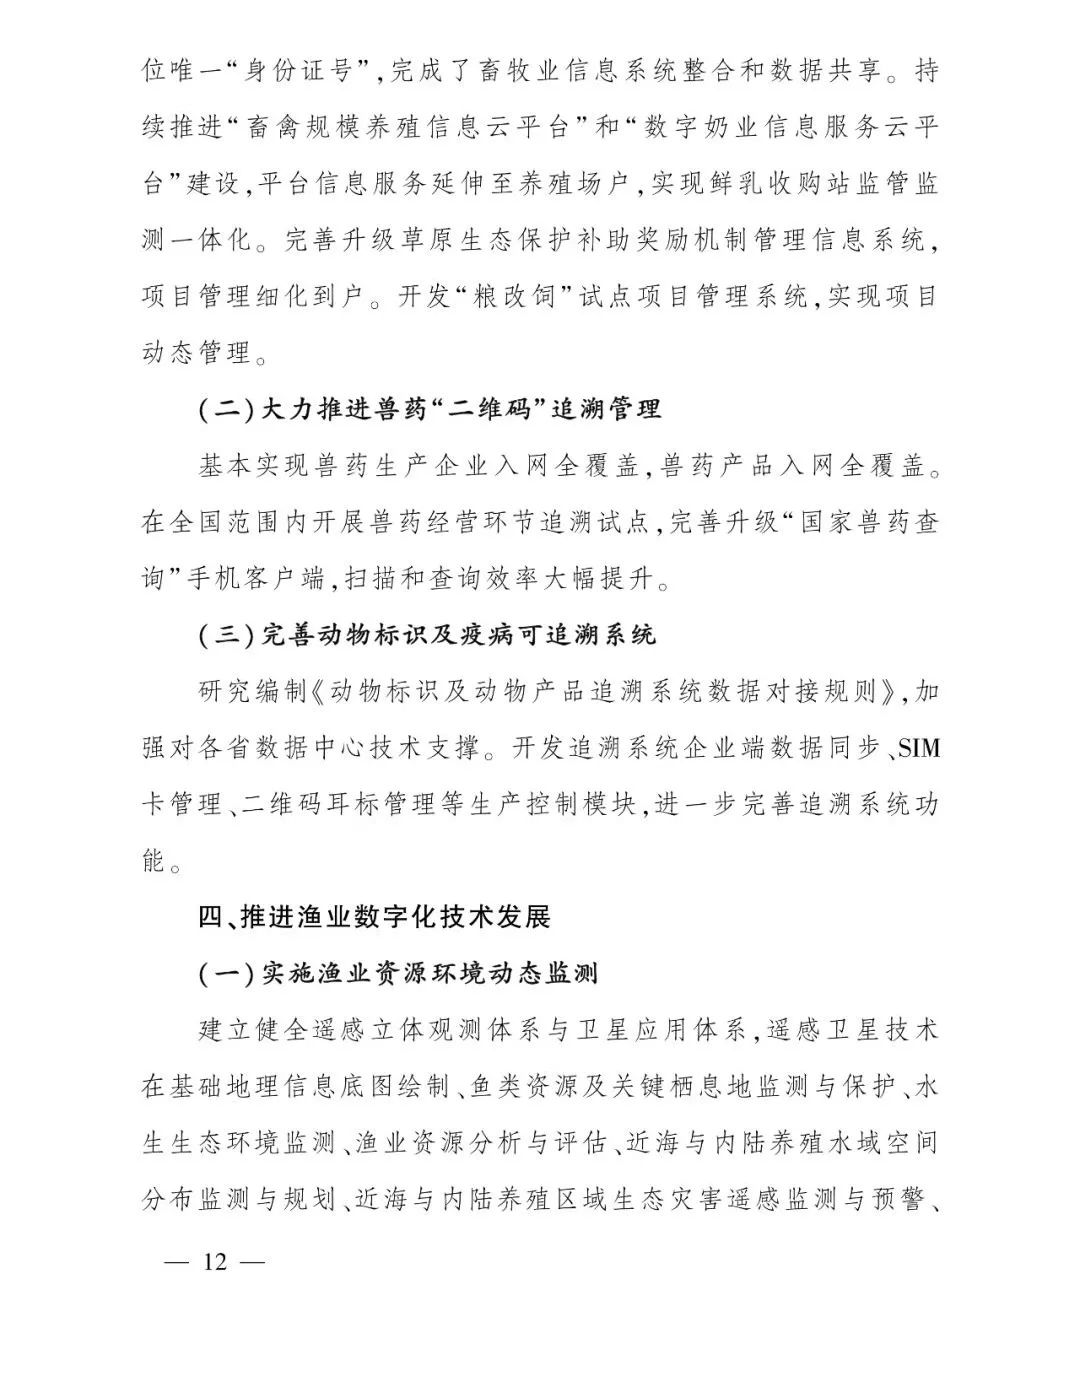 位唯一“身份证号”,完成了畜牧业信息系统整合和数据共享。持
续推进“畜禽规模养殖信息云平台”和“数字奶业信息服务云平
台”建设,平台信息服务延伸至养殖场户,实现鲜乳收购站监管监
测一体化。完善升级草原生态保护补助奖励机制管理信息系统,
项目管理细化到户。开发“粮改饲”试点项目管理系统,实现项目
动态管理。
(二)大力推进兽药“二维码”追溯管理
基本实现兽药生产企业入网全覆盖,兽药产品入网全覆盖。
在全国范围内开展兽药经营环节追溯试点,完善升级“国家兽药查
询”手机客户端,扫描和查询效率大幅提升。
(三)完善动物标识及疫病可追溯系统
研究编制《动物标识及动物产品追溯系统数据对接规则》,加
强对各省数据中心技术支撑。开发追溯系统企业端数据同步、SIM
卡管理、二维码耳标管理等生产控制模块,进一步完善追溯系统功
能。
四、推进渔业数字化技术发展
(一)实施渔业资源环境动态监测
建立健全遥感立体观测体系与卫星应用体系,遥感卫星技术
在基础地理信息底图绘制、鱼类资源及关键栖息地监测与保护、水
生生态环境监测、渔业资源分析与评估、近海与内陆养殖水域空间
分布监测与规划、近海与内陆养殖区域生态灾害遥感监测与预警、
— 12 —